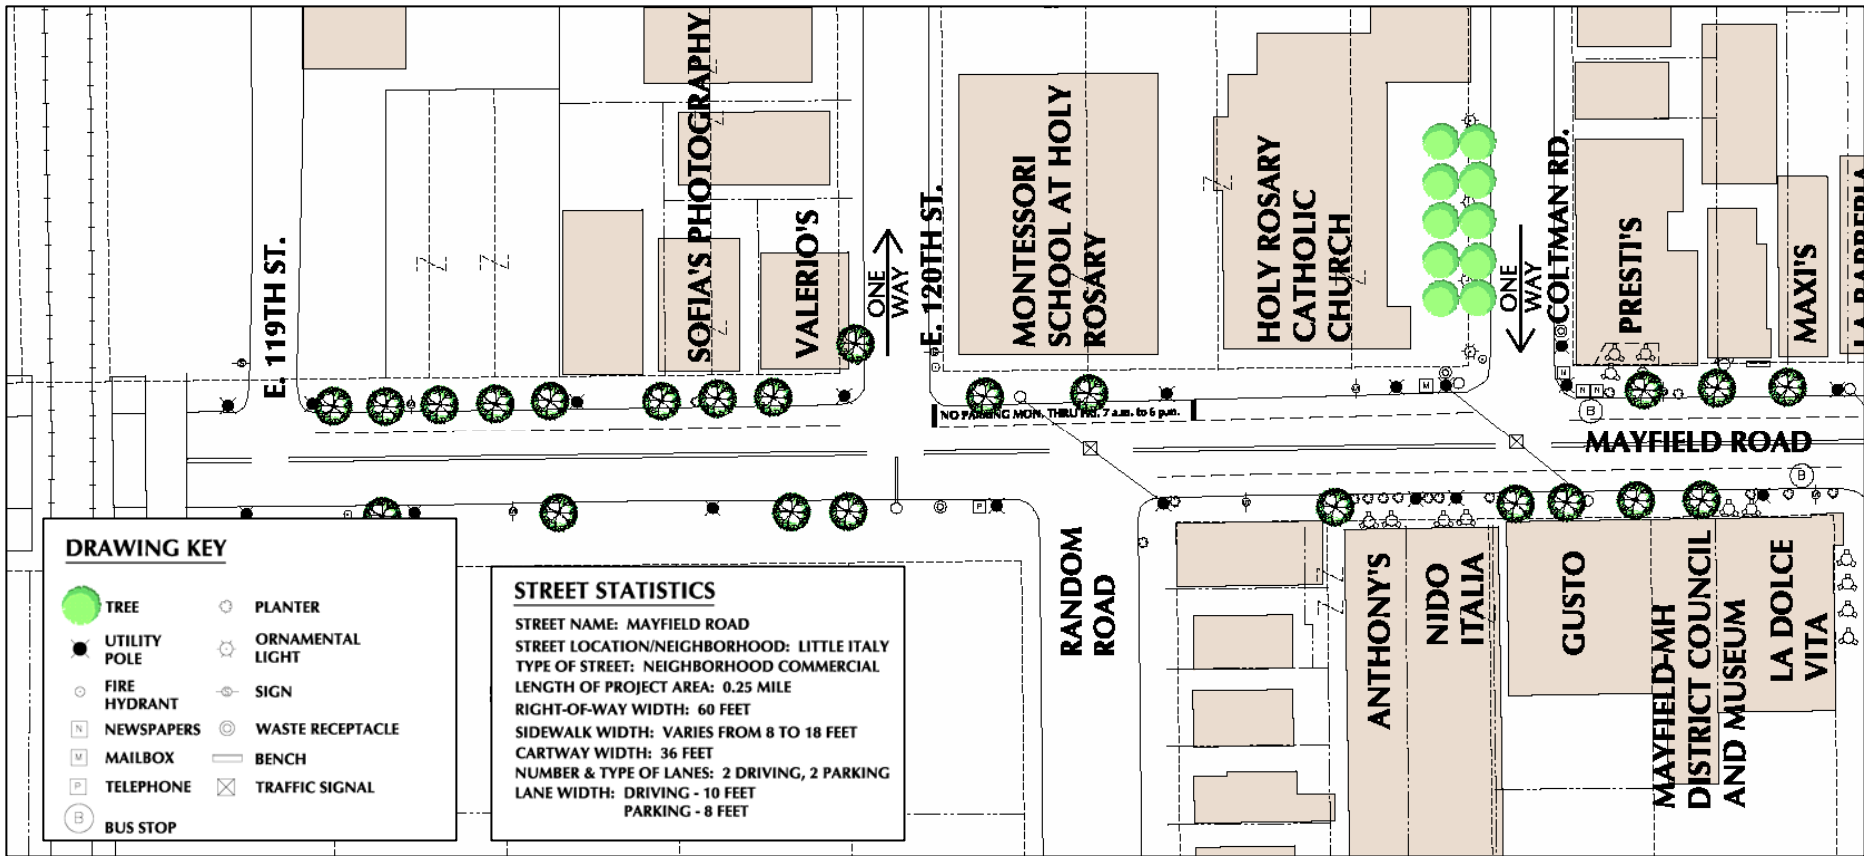 E. 119TH ST.
SOFIA'S PHOTOGRAPHY
VALERIO'S
ONE
WAY
E. 120TH ST.
MONTESSORI
SCHOOL AT HOLY
ROSARY
HOLY ROSARY
CATHOLIC
CHURCH
ONE
WAY
COLTMAN RD.
PRESTI'S
MAXI'S
LA BARBERIA
NO PARKING MON. THRU FRI. 7 a.m. to 6 p.m.
M
N
N N
B
MAYFIELD ROAD
B
P
RANDOM
ROAD
ANTHONY'S
NIDO
ITALIA
GUSTO
MAYFIELD-MH
DISTRICT COUNCIL
AND MUSEUM
LA DOLCE
VITA
DRAWING KEY
TREE
PLANTER
UTILITY
POLE
ORNAMENTAL
LIGHT
FIRE
HYDRANT
S SIGN
N NEWSPAPERS
WASTE RECEPTACLE
M MAILBOX
BENCH
P TELEPHONE
TRAFFIC SIGNAL
B BUS STOP
STREET STATISTICS
STREET NAME: MAYFIELD ROAD
STREET LOCATION/NEIGHBORHOOD: LITTLE ITALY
TYPE OF STREET: NEIGHBORHOOD COMMERCIAL
LENGTH OF PROJECT AREA: 0.25 MILE
RIGHT-OF-WAY WIDTH: 60 FEET
SIDEWALK WIDTH: VARIES FROM 8 TO 18 FEET
CARTWAY WIDTH: 36 FEET
NUMBER & TYPE OF LANES: 2 DRIVING, 2 PARKING
LANE WIDTH: DRIVING - 10 FEET
PARKING - 8 FEET